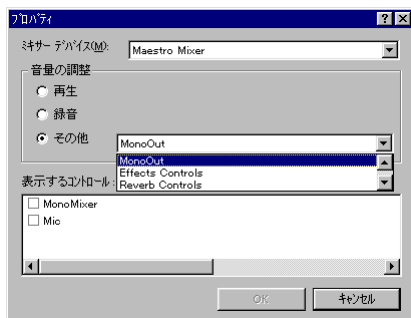 プロパティ
ミキサー デバイス(M): Maestro Mixer
音量の調整
再生
録音
その他 MonoOut
MonoOut
Effects Controls
Reverb Controls
表示するコントロール:
MonoMixer
Mic
OK キャンセル